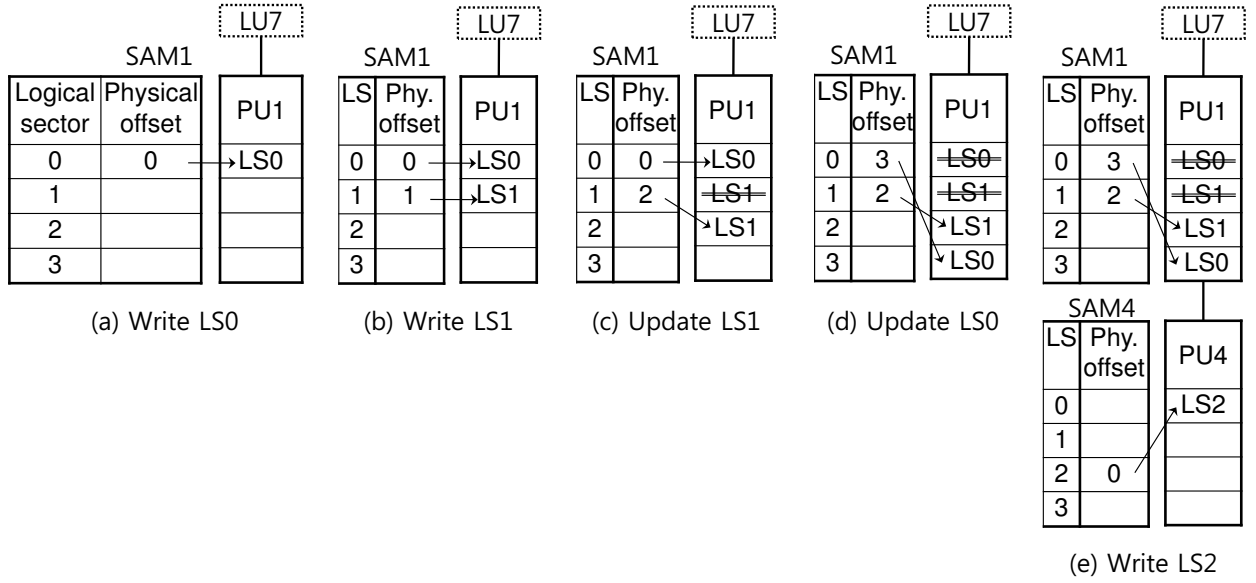 LU7
SAM1
Logical sector Physical offset PU1
0 0 LS0
1
2
3
(a) Write LS0
LU7
SAM1
LS Phy. offset PU1
0 0 LS0
1 1 LS1
2
3
(b) Write LS1
LU7
SAM1
LS Phy. offset PU1
0 0 LS0
1 2 LS1
2 LS1
3
(c) Update LS1
LU7
SAM1
LS Phy. offset PU1
0 3 LS0
1 2 LS1
2 LS1
3 LS0
(d) Update LS0
LU7
SAM1
LS Phy. offset PU1
0 3 LS0
1 2 LS1
2 LS1
3 LS0
SAM4
LS Phy. offset PU4
0 LS2
1
2 0
3
(e) Write LS2